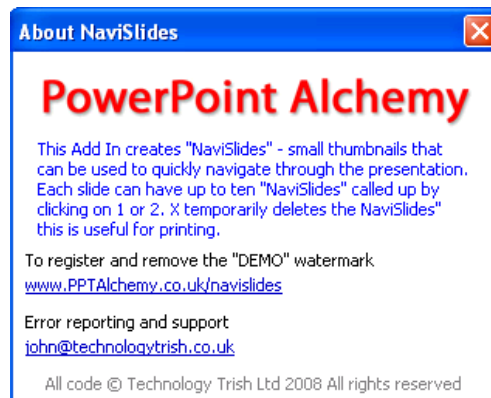 About NaviSlides
PowerPoint Alchemy
This Add In creates "NaviSlides" - small thumbnails that
can be used to quickly navigate through the presentation.
Each slide can have up to ten "NaviSlides" called up by
clicking on 1 or 2. X temporarily deletes the NaviSlides"
this is useful for printing.
To register and remove the "DEMO" watermark
www.PPTAlchemy.co.uk/navislides
Error reporting and support
john@technologytrish.co.uk
All code © Technology Trish Ltd 2008 All rights reserved